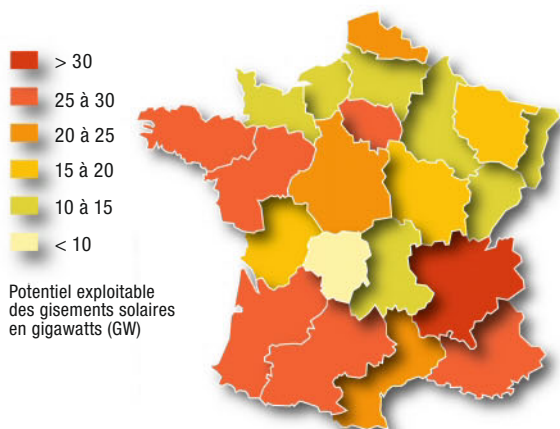 > 30
25 à 30
20 à 25
15 à 20
10 à 15
< 10
Potentiel exploitable
des gisements solaires
en gigawatts (GW)